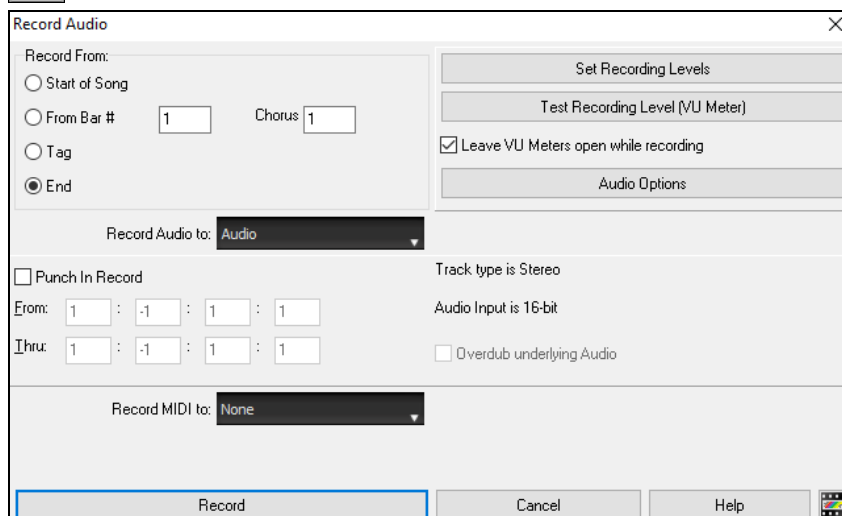 Record Audio
Record From:
Start of Song
From Bar # 1 Chorus 1
Tag
End
Set Recording Levels
Test Recording Level (VU Meter)
Leave VU Meters open while recording
Audio Options
Record Audio to: Audio
Punch In Record
From: 1 : -1 : 1 : 1
Thru: 1 : -1 : 1 : 1
Track type is Stereo
Audio Input is 16-bit
Overdub underlying Audio
Record MIDI to: None
Record Cancel Help